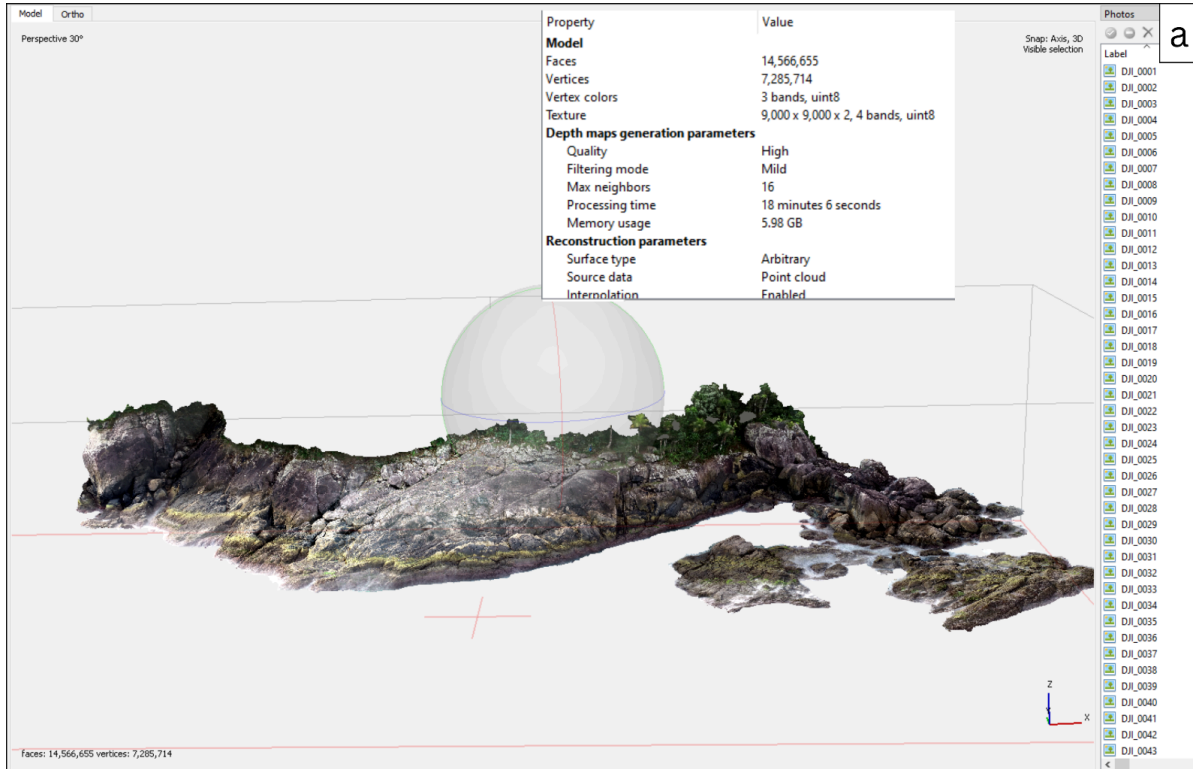 Model Ortho
Perspective 30°
Snap: Axis, 3D
Visible selection
Property Value
Model
Faces 14,566,655
Vertices 7,285,714
Vertex colors 3 bands, uint8
Texture 9,000 x 9,000 x 2, 4 bands, uint8
Depth maps generation parameters
Quality High
Filtering mode Mild
Max neighbors 16
Processing time 18 minutes 6 seconds
Memory usage 5.98 GB
Reconstruction parameters
Surface type Arbitrary
Source data Point cloud
Interpolation Enabled
Photos
a
Label
DJI_0001
DJI_0002
DJI_0003
DJI_0004
DJI_0005
DJI_0006
DJI_0007
DJI_0008
DJI_0009
DJI_0010
DJI_0011
DJI_0012
DJI_0013
DJI_0014
DJI_0015
DJI_0016
DJI_0017
DJI_0018
DJI_0019
DJI_0020
DJI_0021
DJI_0022
DJI_0023
DJI_0024
DJI_0025
DJI_0026
DJI_0027
DJI_0028
DJI_0029
DJI_0030
DJI_0031
DJI_0032
DJI_0033
DJI_0034
DJI_0035
DJI_0036
DJI_0037
DJI_0038
DJI_0039
DJI_0040
DJI_0041
DJI_0042
DJI_0043
Z
Y
X
faces: 14,566,655 vertices: 7,285,714